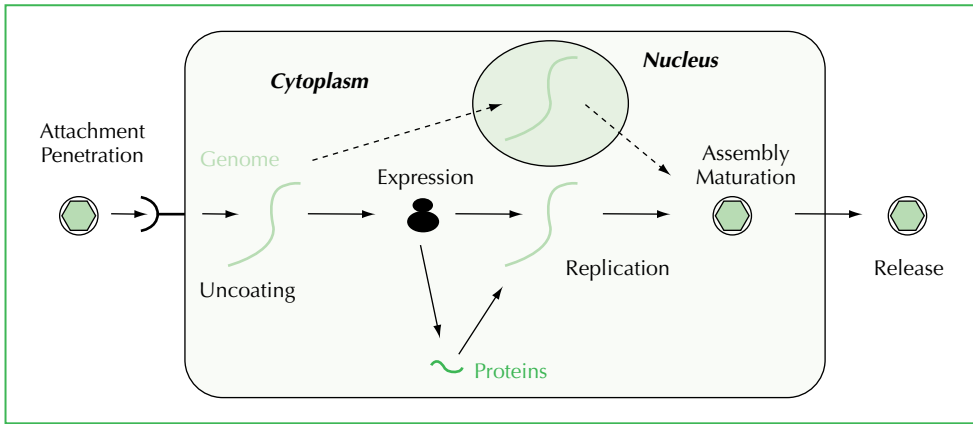 Cytoplasm
Nucleus
Attachment
Penetration
Genome
Expression
Assembly
Maturation
Uncoating
Replication
Release
Proteins